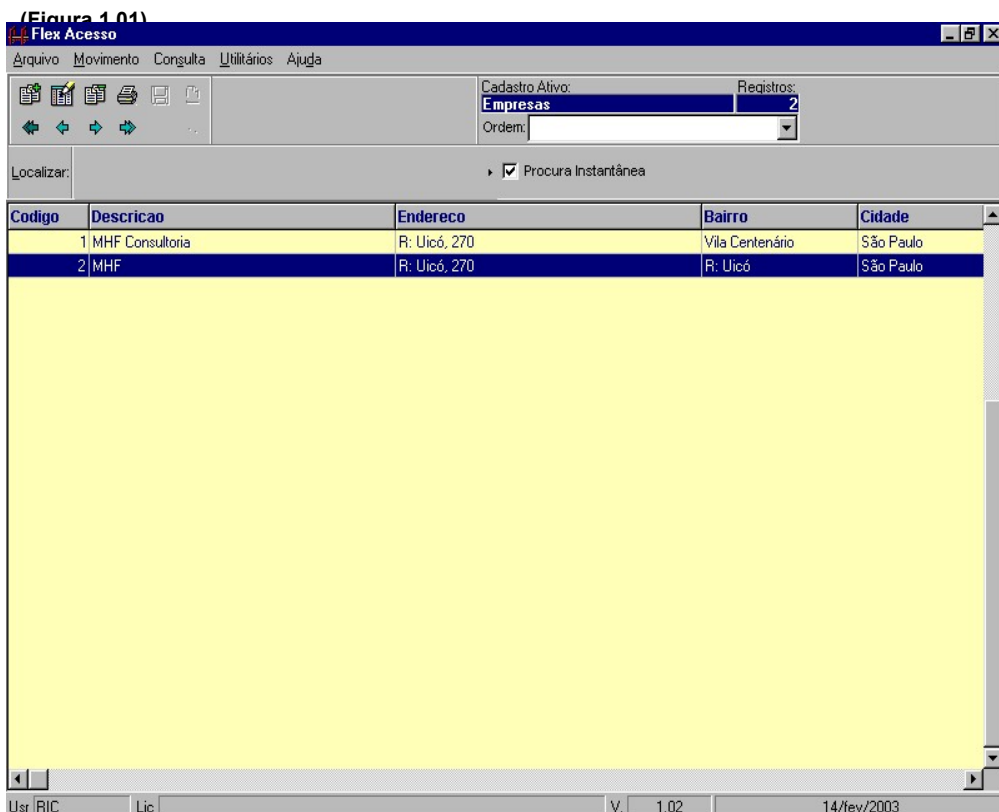 (Figura 1.01)
Flex Acesso
Arquivo Movimento Consulta Utilitários Ajuda
Cadastro Ativo: Registros:
Empresas 2
Ordem:
Localizar: Procura Instantânea
Codigo Descricao Endereco Bairro Cidade
1 MHF Consultoria R: Uicó, 270 Vila Centenário São Paulo
2 MHF R: Uicó, 270 R: Uicó São Paulo
Usr RIC Lic V. 1.02 14/fev/2003